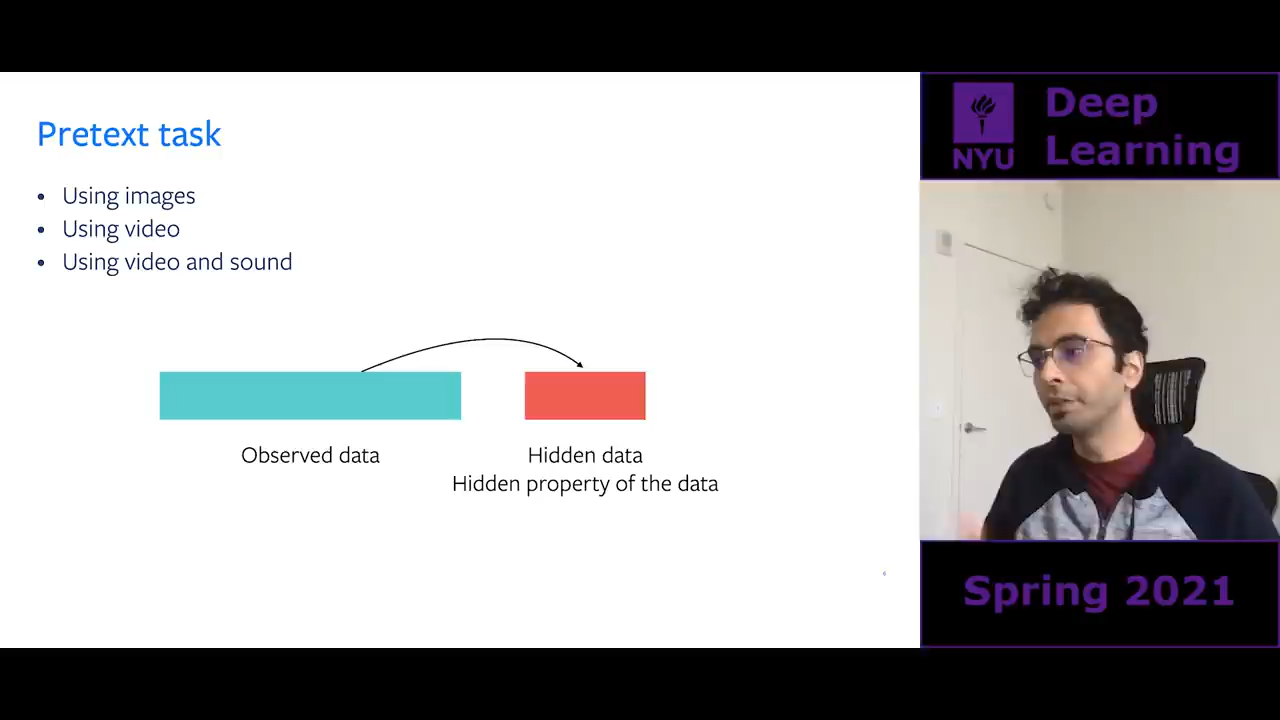 Pretext task
• Using images
• Using video
• Using video and sound
Observed data
Hidden data
Hidden property of the data
NYU
Deep
Learning
Spring 2021